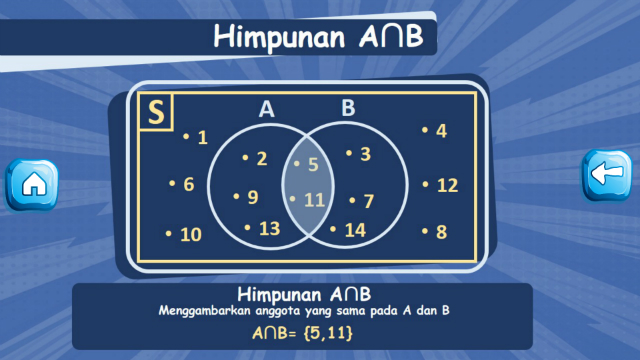 Himpunan A∩B
S
A B
• 1
• 4
• 2
• 5
• 3
• 6
• 12
• 9
• 11
• 7
• 10
• 13
• 14
• 8
Himpunan A∩B
Menggambarkan anggota yang sama pada A dan B
A∩B= {5,11}